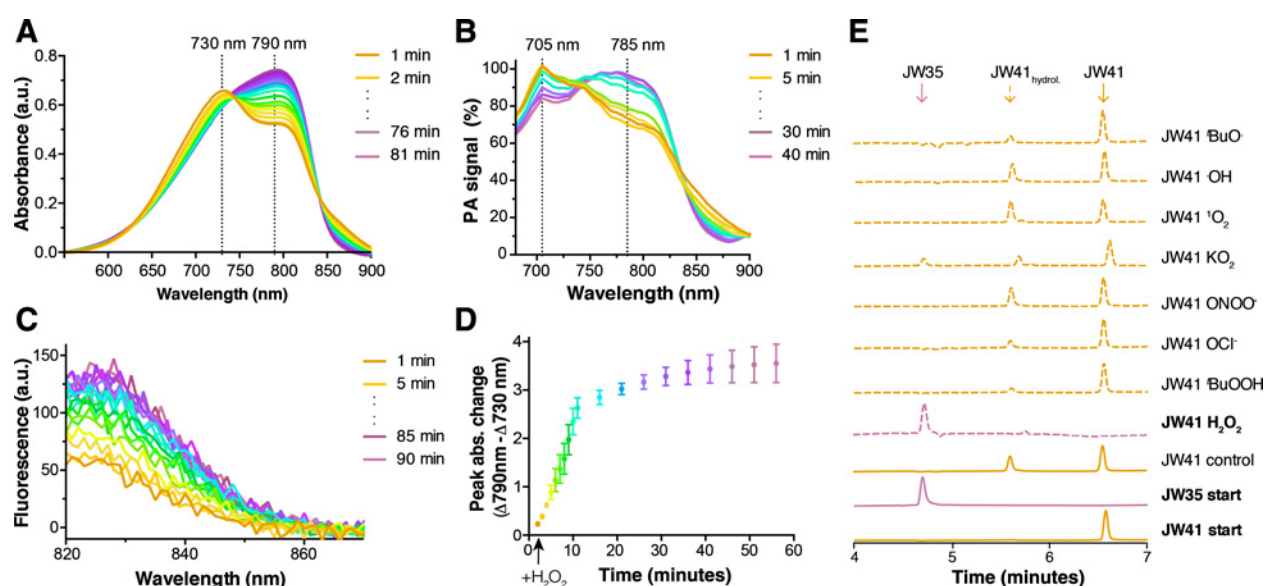 A
730 nm 790 nm
Absorbance (a.u.)
0.8
0.6
0.4
0.2
0.0
600 650 700 750 800 850 900
Wavelength (nm)
1 min
2 min
76 min
81 min
B
705 nm 785 nm
PA signal (%)
100
80
60
40
20
0
700 750 800 850 900
Wavelength (nm)
1 min
5 min
30 min
40 min
C
Fluorescence (a.u.)
150
100
50
0
820 840 860
Wavelength (nm)
1 min
5 min
85 min
90 min
D
Peak abs. change
(Δ790nm -Δ730 nm)
4
3
2
1
0
0 10 20 30 40 50 60
+H₂O₂
Time (minutes)
E
JW35 JW41 hydrol. JW41
JW41 ᵗBuO·
JW41 ·OH
JW41 ¹O₂
JW41 KO₂
JW41 ONOO⁻
JW41 OCl⁻
JW41 ᵗBuOOH
JW41 H₂O₂
JW41 control
JW35 start
JW41 start
4 5 6 7
Time (minutes)